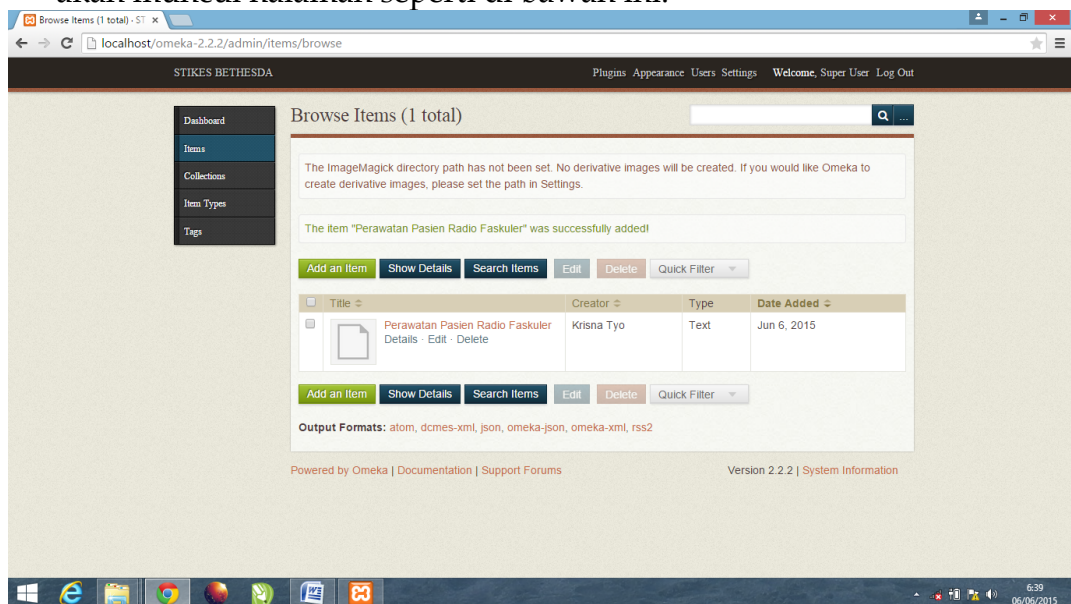 akan muncul halaman seperti di bawah ini:
Browse Items (1 total) · ST
localhost/omeka-2.2.2/admin/items/browse
STIKES BETHESDA
Plugins Appearance Users Settings Welcome, Super User Log Out
Dashboard
Items
Collections
Item Types
Tags
Browse Items (1 total)
...
The ImageMagick directory path has not been set. No derivative images will be created. If you would like Omeka to
create derivative images, please set the path in Settings.
The item "Perawatan Pasien Radio Faskuler" was successfully added!
Add an Item Show Details Search Items Edit Delete Quick Filter
Title Creator Type Date Added
Perawatan Pasien Radio Faskuler Krisna Tyo Text Jun 6, 2015
Details · Edit · Delete
Add an Item Show Details Search Items Edit Delete Quick Filter
Output Formats: atom, dcmes-xml, json, omeka-json, omeka-xml, rss2
Powered by Omeka | Documentation | Support Forums
Version 2.2.2 | System Information
6:39
06/06/2015